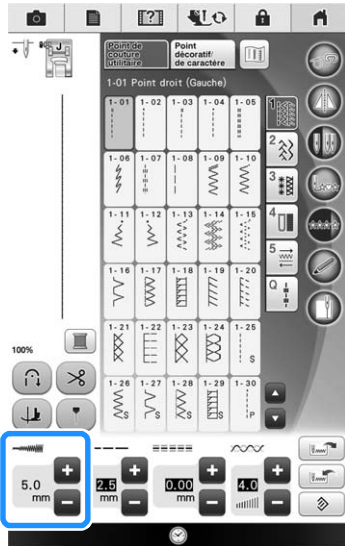 [?]
J
Point de
couture
utilitaire
Point
décoratif/
de caractère
1-01 Point droit (Gauche)
1-01 1-02 1-03 1-04 1-05
1
1-06 1-07 1-08 1-09 1-10
2
3
1-11 1-12 1-13 1-14 1-15
4
1-16 1-17 1-18 1-19 1-20
5
Q
1-21 1-22 1-23 1-24 1-25
S
100%
1-26 1-27 1-28 1-29 1-30
S S S S P
5.0
mm
2.5
mm
0.00
mm
4.0